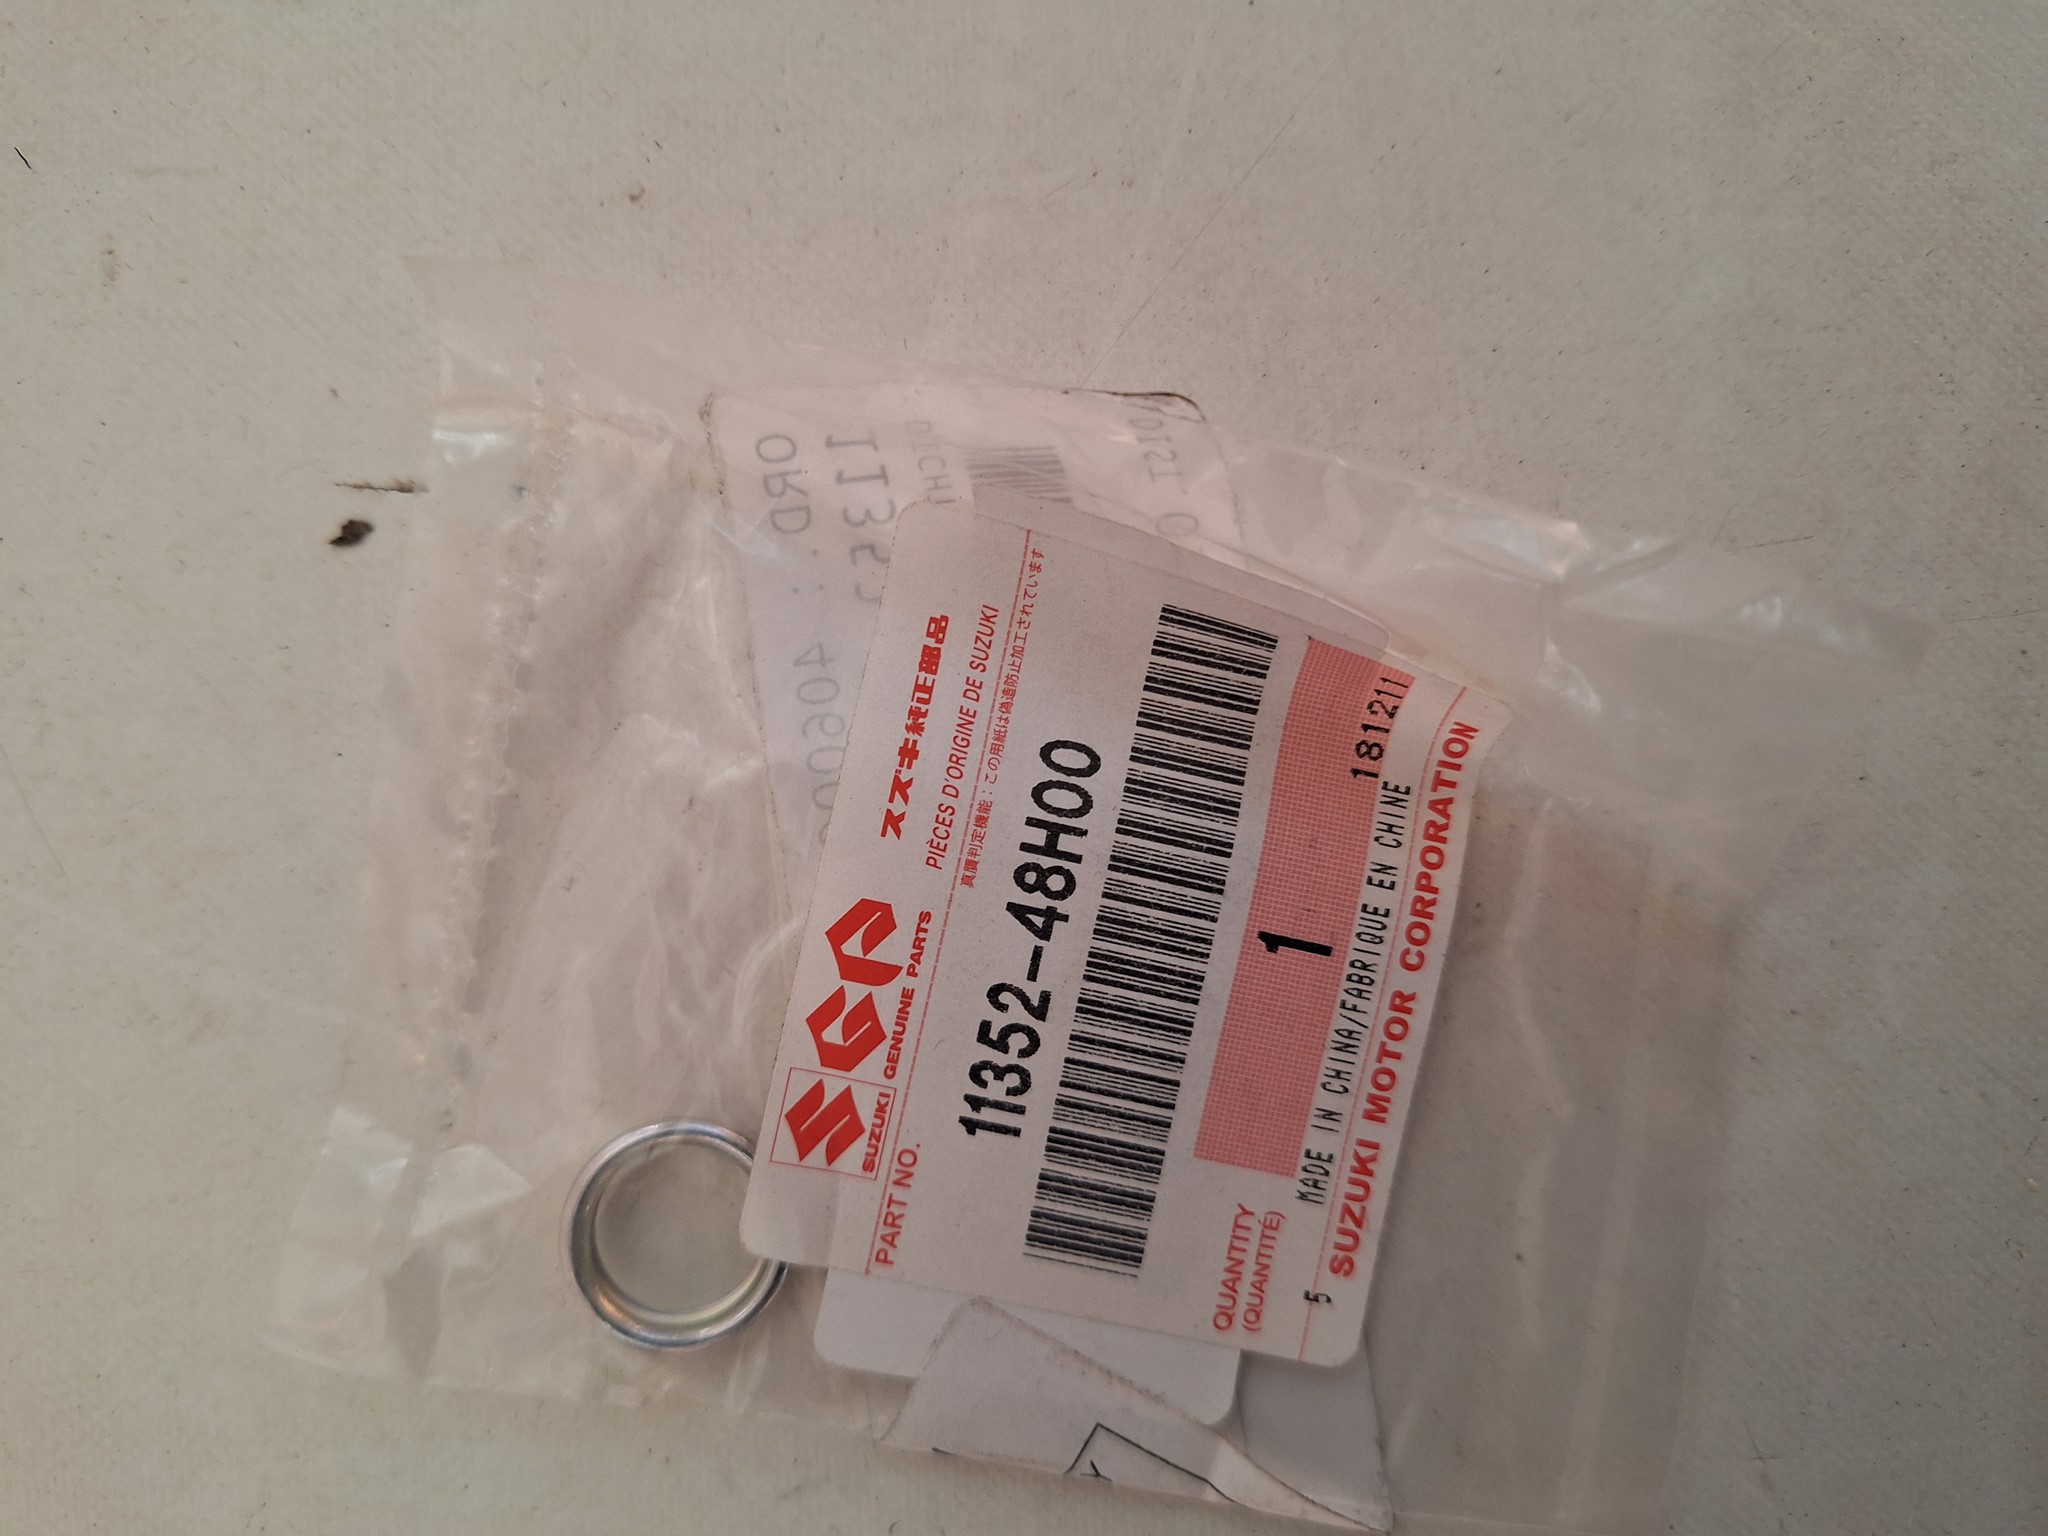 SGP
SUZUKI GENUINE PARTS
スズキ純正部品
PIÈCES D'ORIGINE DE SUZUKI
PART NO.
真贋判定機能：この用紙は偽造防止加工されています
11352-48H00
QUANTITY
(QUANTITÉ)
1
181211
5 MADE IN CHINA/FABRIQUE EN CHINE
SUZUKI MOTOR CORPORATION
ORD.: